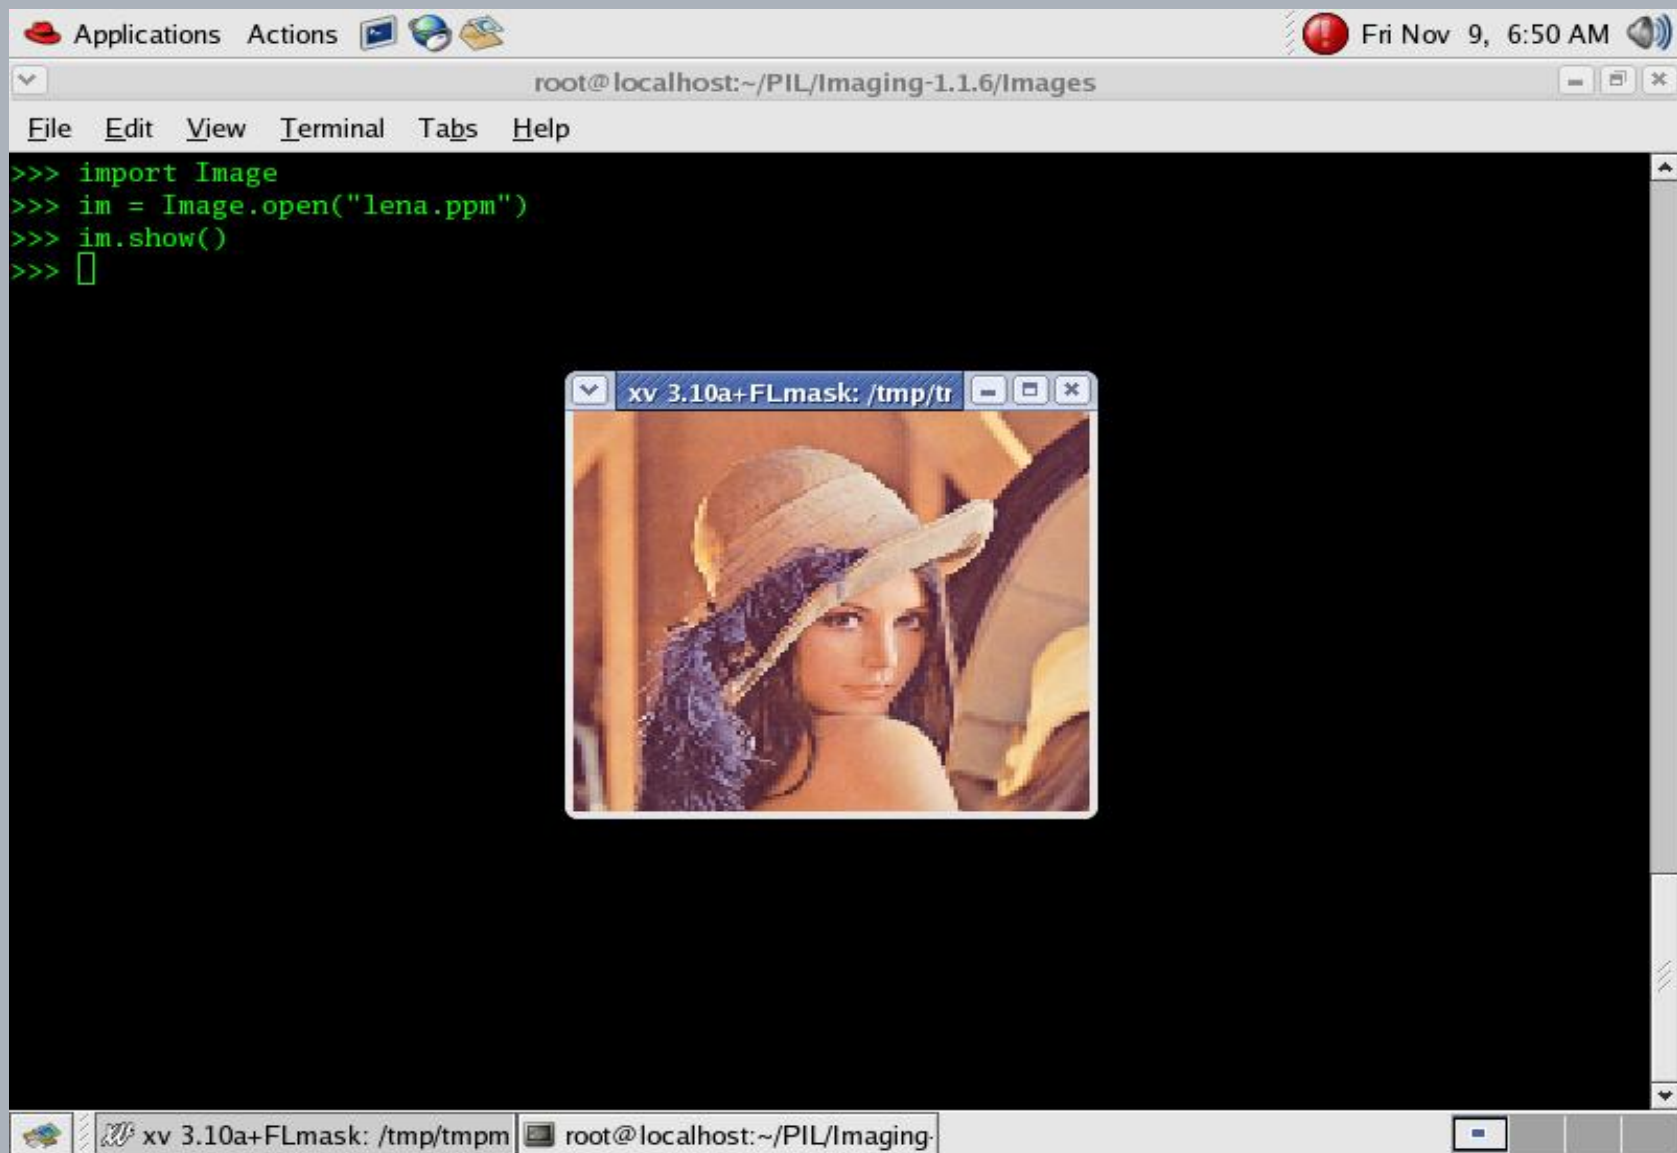 Applications Actions Fri Nov 9, 6:50 AM
root@localhost:~/PIL/Imaging-1.1.6/Images
File Edit View Terminal Tabs Help
>>> import Image
>>> im = Image.open("lena.ppm")
>>> im.show()
>>>
xv 3.10a+FLmask: /tmp/tr
xv 3.10a+FLmask: /tmp/tmpm root@localhost:~/PIL/Imaging-